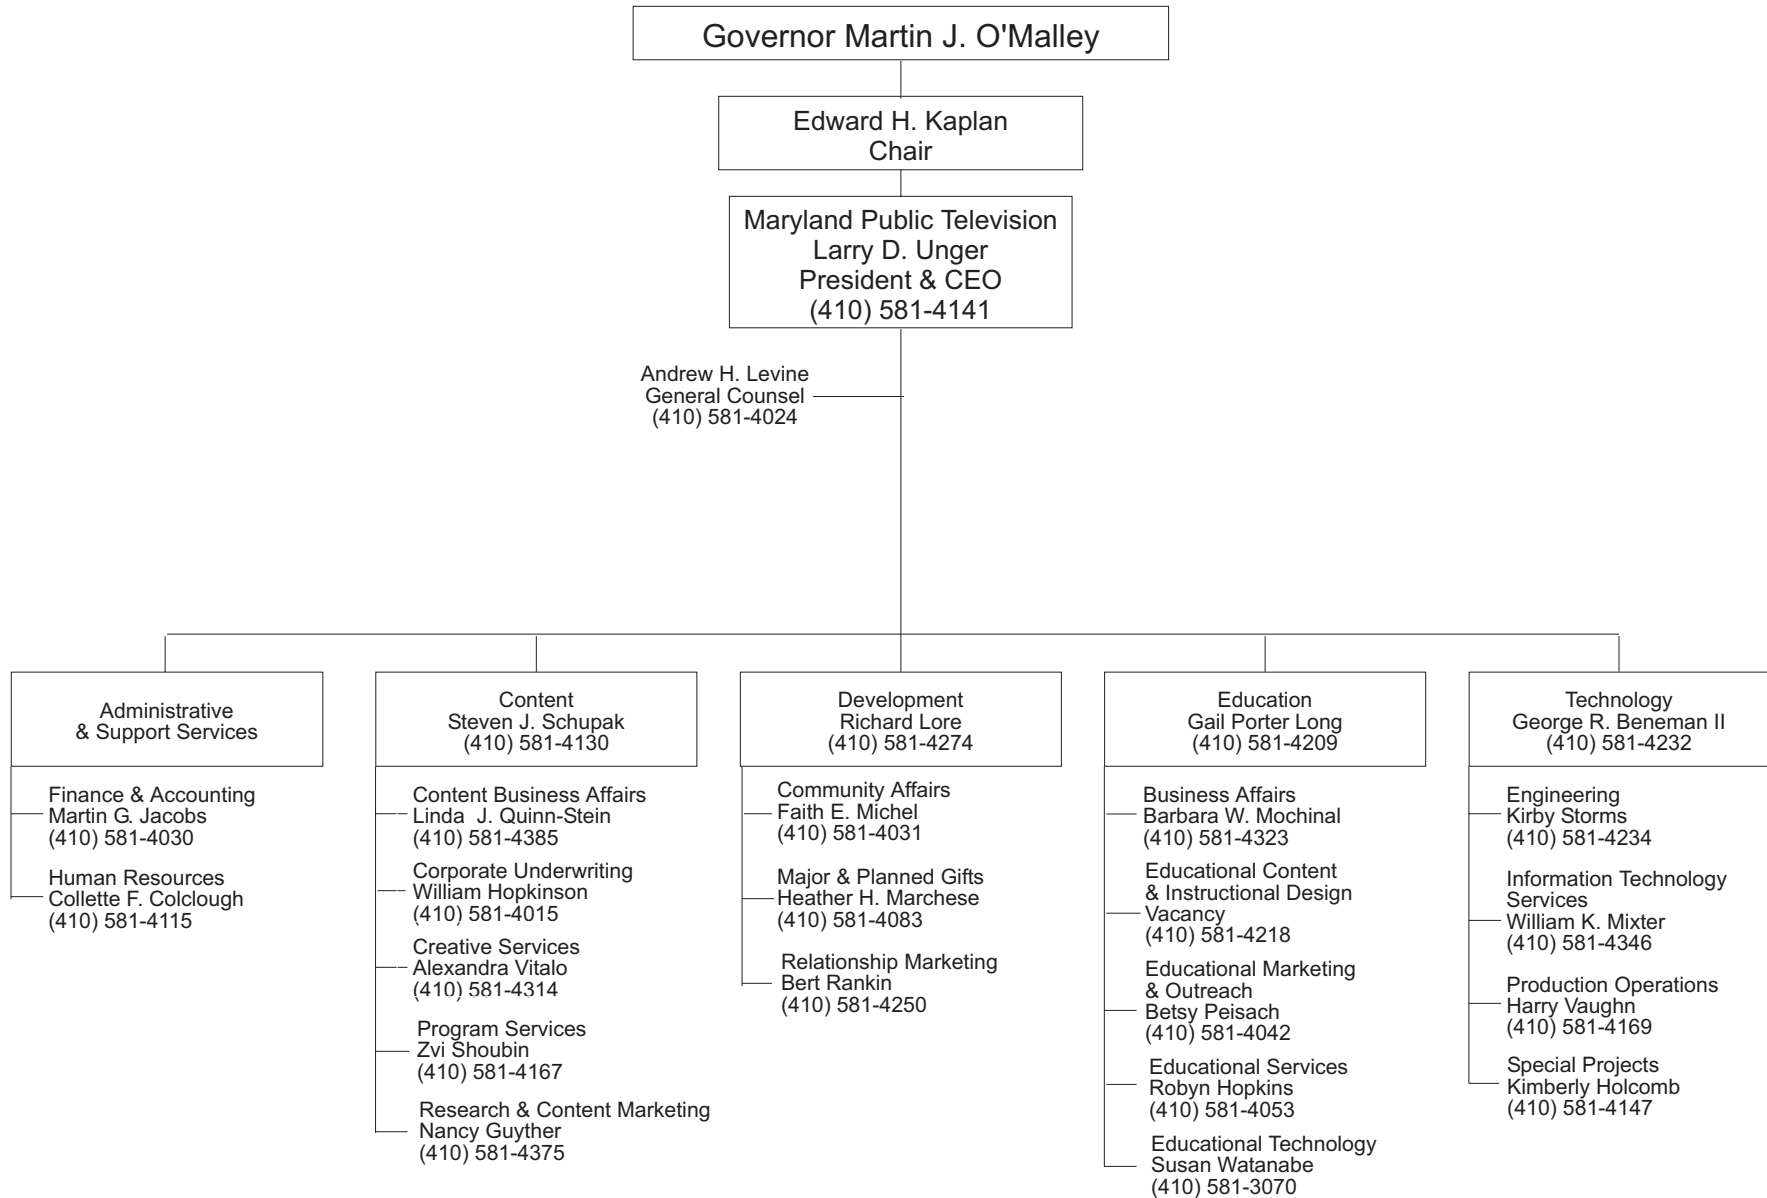 Governor Martin J. O'Malley
Edward H. Kaplan
Chair
Maryland Public Television
Larry D. Unger
President & CEO
(410) 581-4141
Andrew H. Levine
General Counsel
(410) 581-4024
Administrative
& Support Services
Finance & Accounting
Martin G. Jacobs
(410) 581-4030
Human Resources
Collette F. Colclough
(410) 581-4115
Content
Steven J. Schupak
(410) 581-4130
Content Business Affairs
Linda J. Quinn-Stein
(410) 581-4385
Corporate Underwriting
William Hopkinson
(410) 581-4015
Creative Services
Alexandra Vitalo
(410) 581-4314
Program Services
Zvi Shoubin
(410) 581-4167
Research & Content Marketing
Nancy Guyther
(410) 581-4375
Development
Richard Lore
(410) 581-4274
Community Affairs
Faith E. Michel
(410) 581-4031
Major & Planned Gifts
Heather H. Marchese
(410) 581-4083
Relationship Marketing
Bert Rankin
(410) 581-4250
Education
Gail Porter Long
(410) 581-4209
Business Affairs
Barbara W. Mochinal
(410) 581-4323
Educational Content
& Instructional Design
Vacancy
(410) 581-4218
Educational Marketing
& Outreach
Betsy Peisach
(410) 581-4042
Educational Services
Robyn Hopkins
(410) 581-4053
Educational Technology
Susan Watanabe
(410) 581-3070
Technology
George R. Beneman II
(410) 581-4232
Engineering
Kirby Storms
(410) 581-4234
Information Technology
Services
William K. Mixter
(410) 581-4346
Production Operations
Harry Vaughn
(410) 581-4169
Special Projects
Kimberly Holcomb
(410) 581-4147